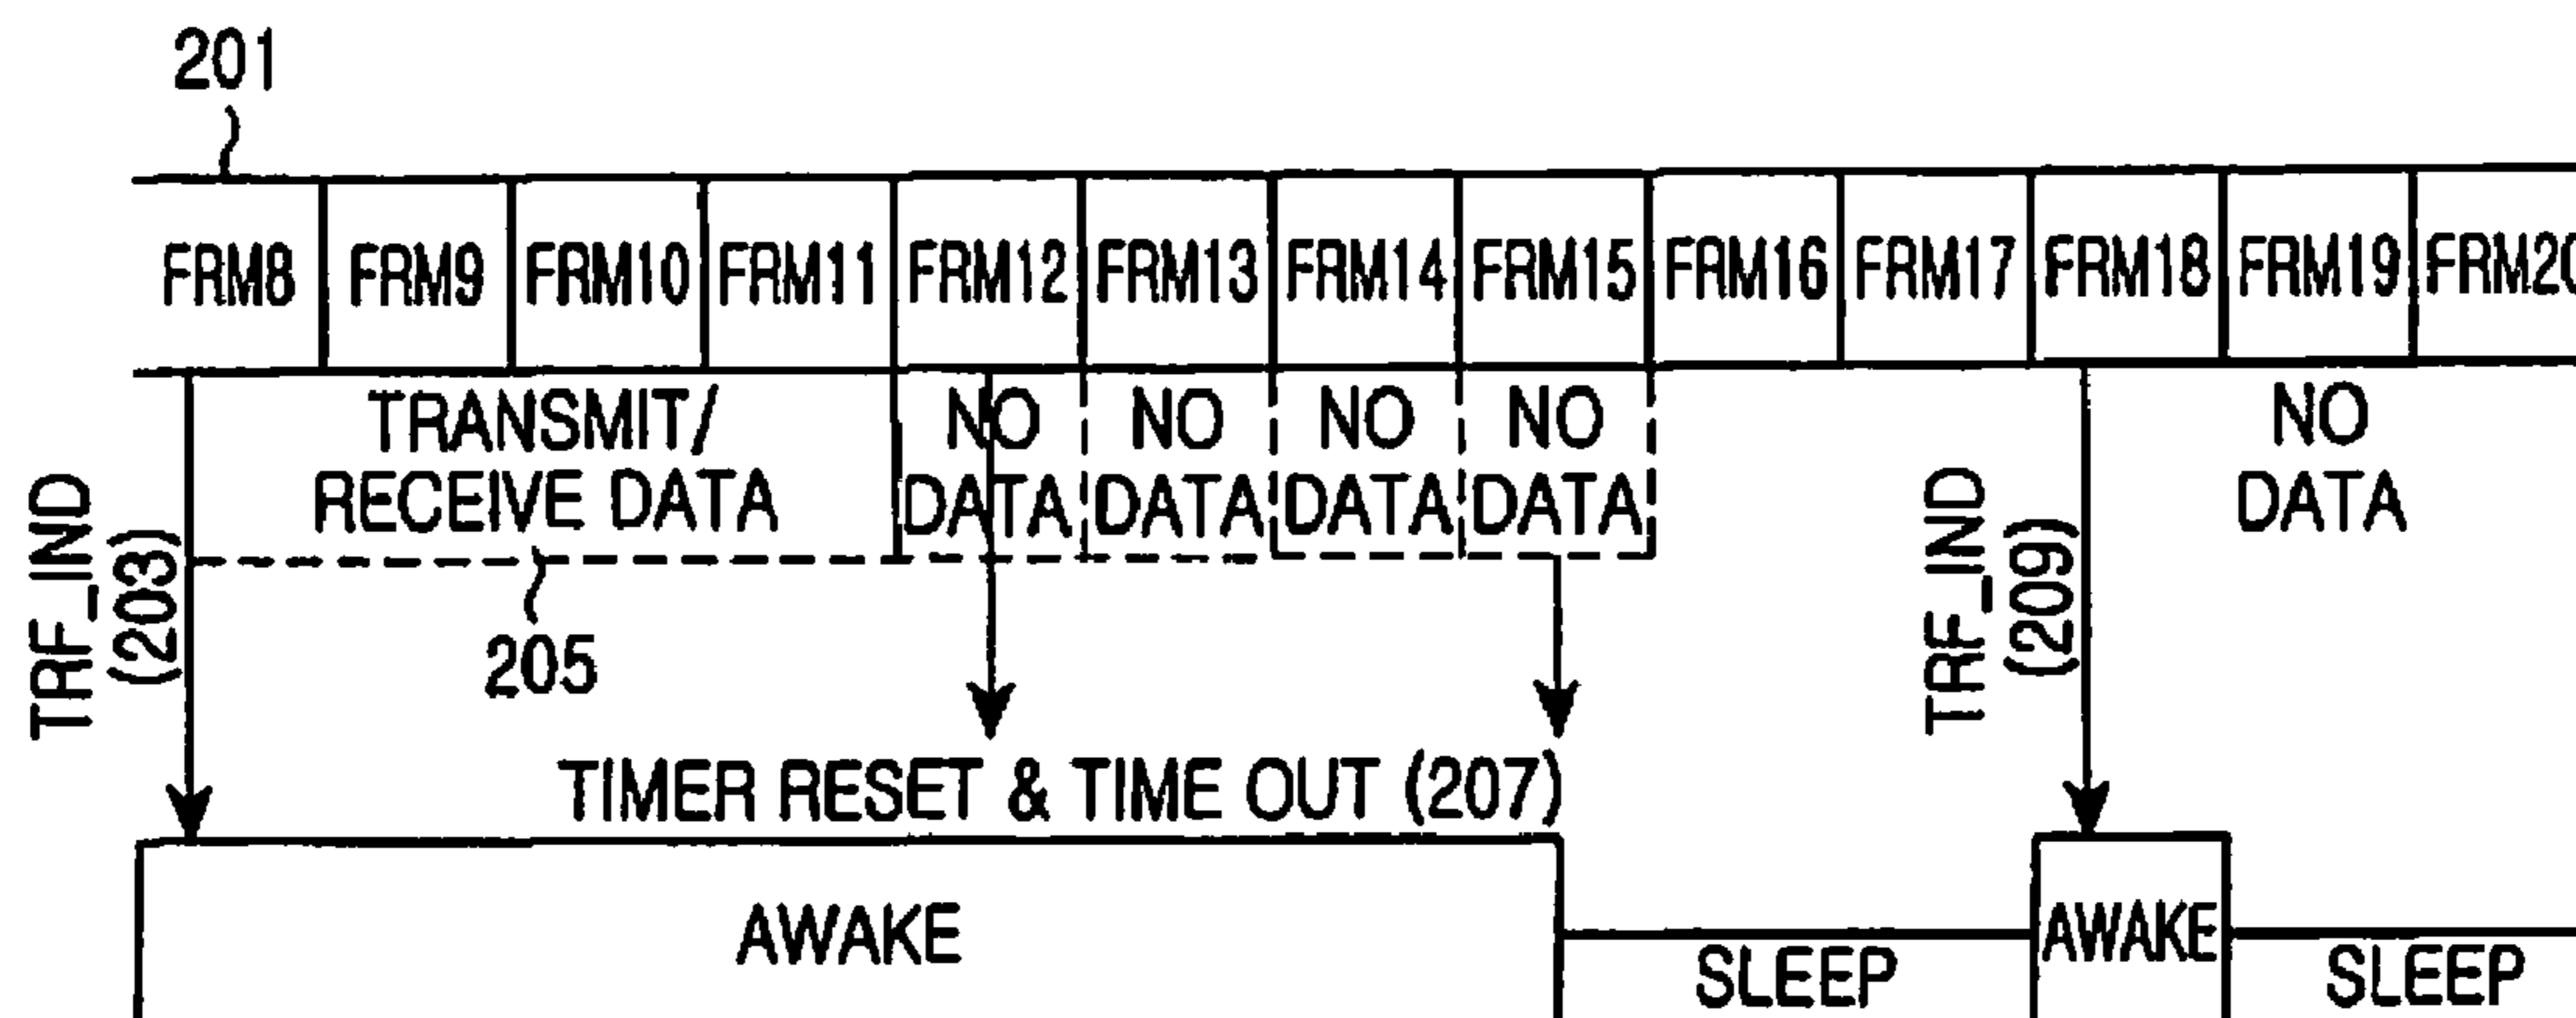 201
FRM8 FRM9 FRM10 FRM11 FRM12 FRM13 FRM14 FRM15 FRM16 FRM17 FRM18 FRM19 FRM20
TRF_IND
(203)
TRANSMIT/
RECEIVE DATA
NO
DATA
NO
DATA
NO
DATA
NO
DATA
TRF_IND
(209)
NO
DATA
205
TIMER RESET & TIME OUT (207)
AWAKE
SLEEP
AWAKE
SLEEP